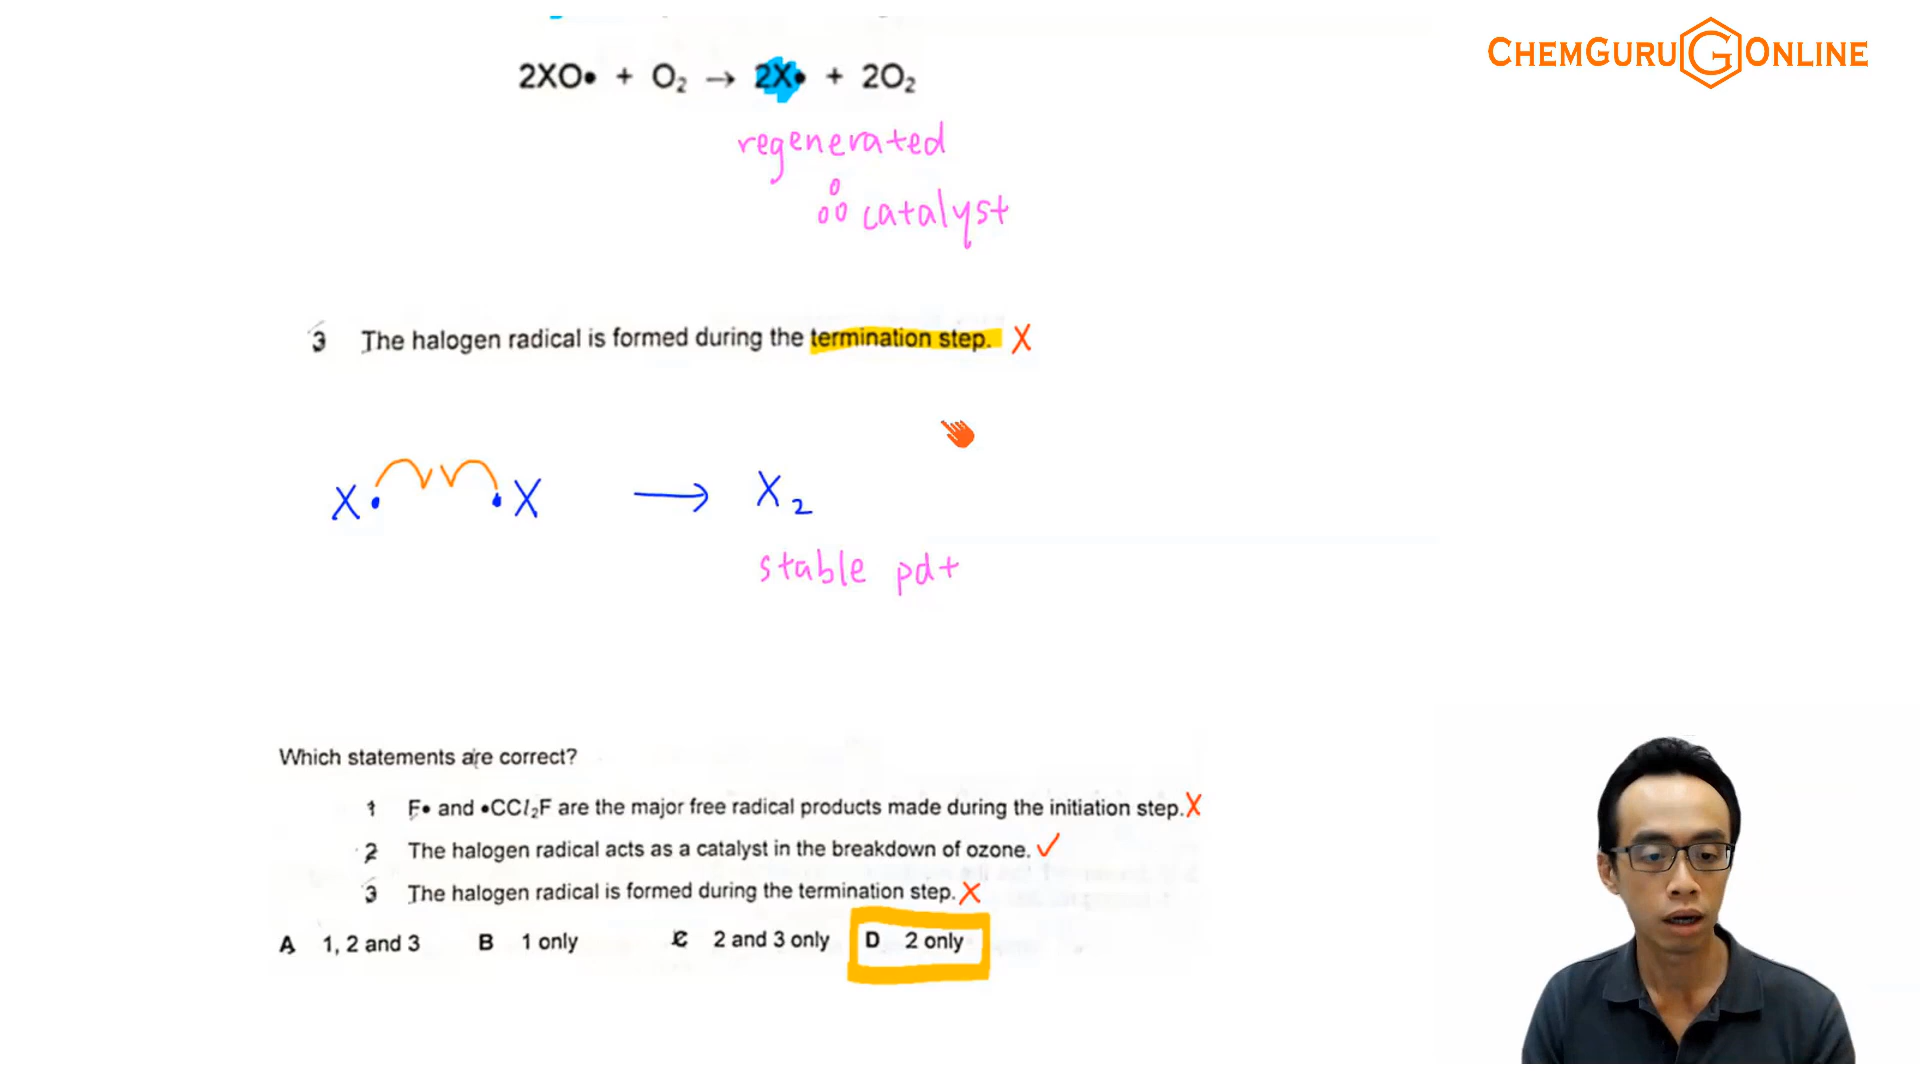 CHEMGURU G ONLINE
2XO• + O₂ → 2X• + 2O₂
regenerated
∴ catalyst
3 The halogen radical is formed during the termination step. X
X• •X → X₂
stable pdt
Which statements are correct?
1 F• and •CCl₂F are the major free radical products made during the initiation step. X
2 The halogen radical acts as a catalyst in the breakdown of ozone. ✓
3 The halogen radical is formed during the termination step. X
A 1, 2 and 3 B 1 only C 2 and 3 only D 2 only